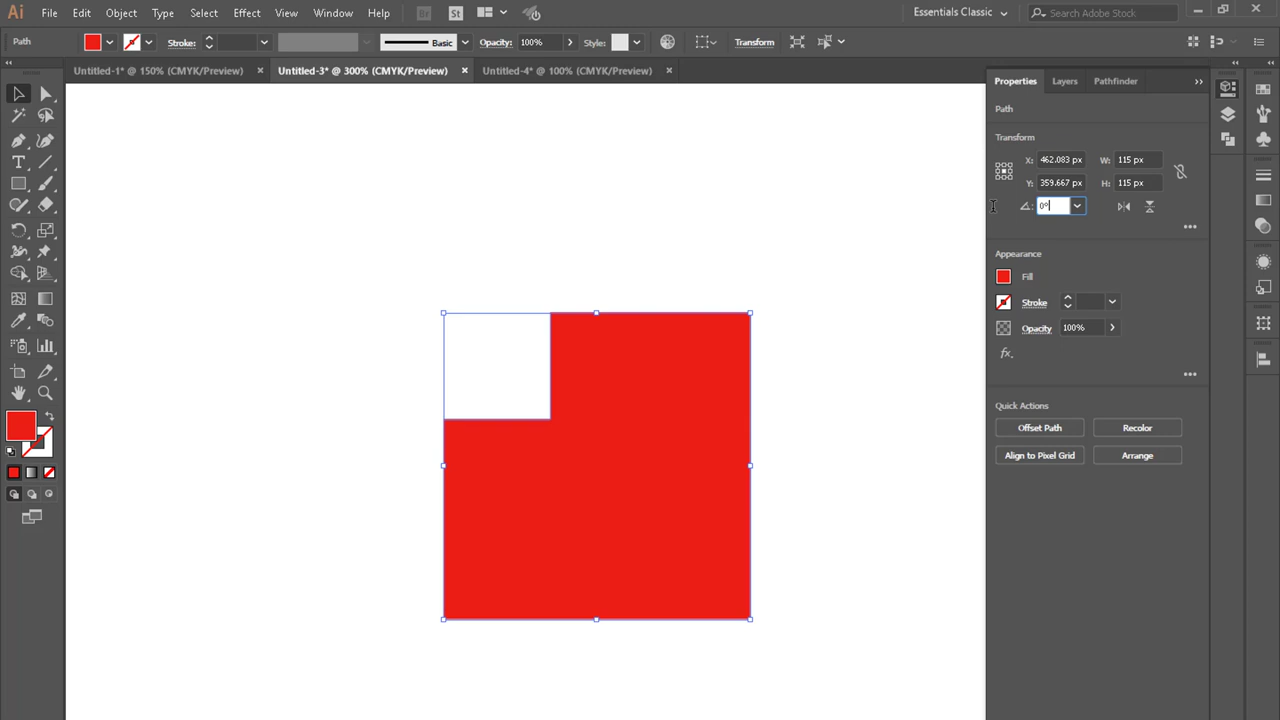 Ai File Edit Object Type Select Effect View Window Help Br St Essentials Classic Search Adobe Stock
Path Stroke: Basic Opacity: 100% Style: Transform
Untitled-1* @ 150% (CMYK/Preview) × Untitled-3* @ 300% (CMYK/Preview) × Untitled-4* @ 100% (CMYK/Preview) ×
Properties Layers Pathfinder
Path
Transform
X: 462.083 px W: 115 px
Y: 359.667 px H: 115 px
0°
Appearance
Fill
Stroke
Opacity 100%
fx.
Quick Actions
Offset Path Recolor
Align to Pixel Grid Arrange